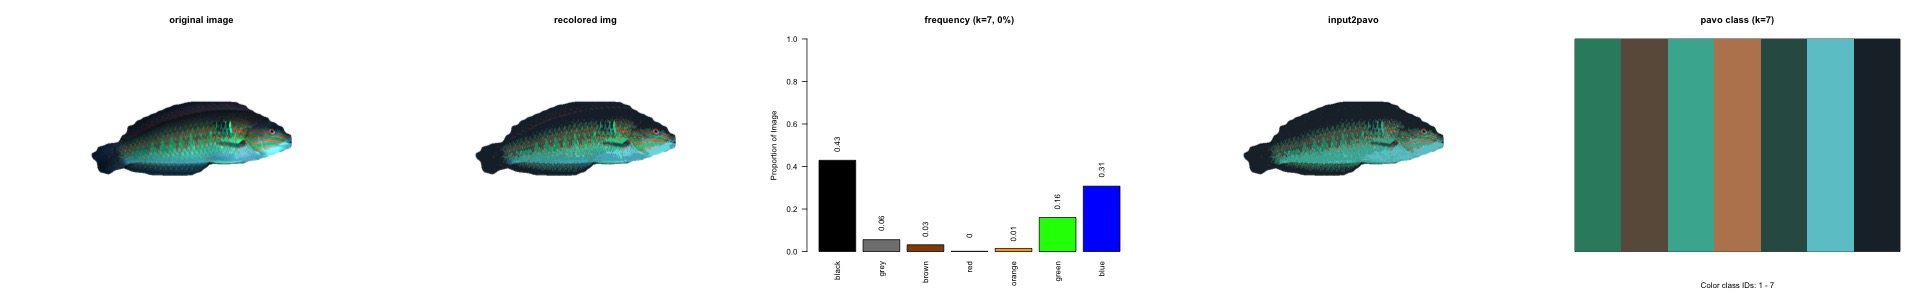 original image
recolored img
frequency (k=7, 0%)
input2pavo
pavo class (k=7)
Proportion of Image
1.0
0.8
0.6
0.4
0.2
0.0
0.43
0.06
0.03
0
0.01
0.16
0.31
black
grey
brown
red
orange
green
blue
Color class IDs: 1 - 7